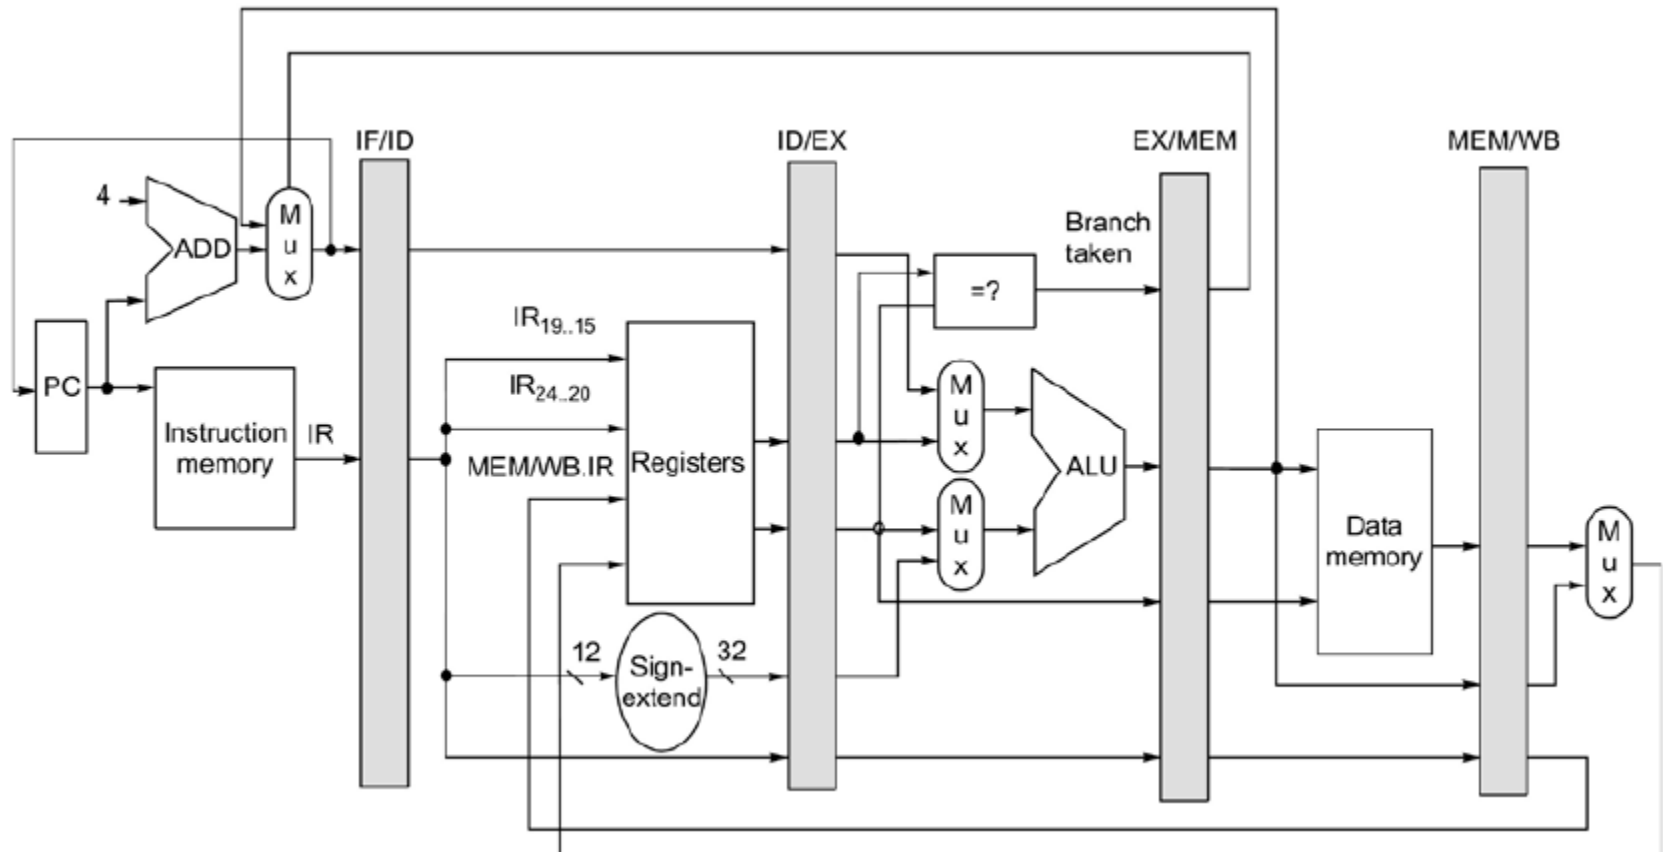 IF/ID
ID/EX
EX/MEM
MEM/WB
4
ADD
M
u
x
Branch
taken
=?
IR19..15
IR24..20
MEM/WB.IR
PC
Instruction
memory
IR
Registers
M
u
x
M
u
x
ALU
Data
memory
M
u
x
12
Sign-
extend
32